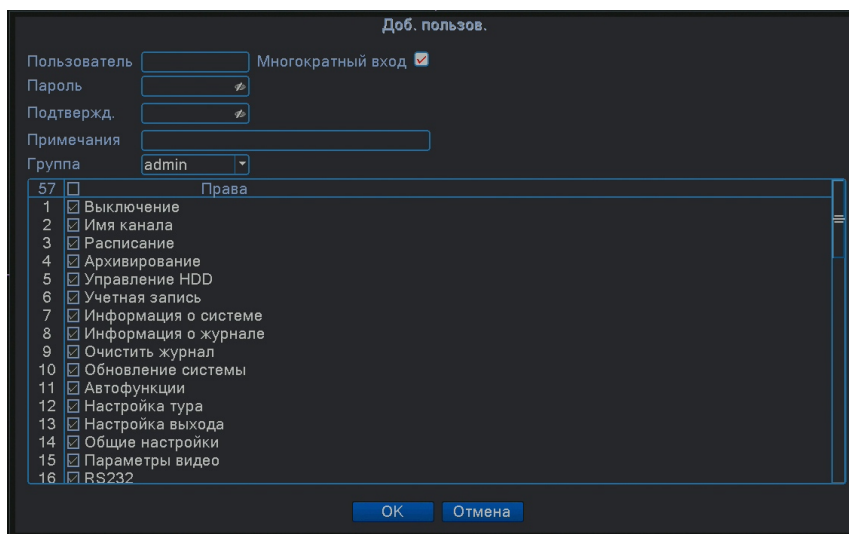 Доб. пользов.
Пользователь Многократный вход
Пароль
Подтвержд.
Примечания
Группа admin
57 Права
1 Выключение
2 Имя канала
3 Расписание
4 Архивирование
5 Управление HDD
6 Учетная запись
7 Информация о системе
8 Информация о журнале
9 Очистить журнал
10 Обновление системы
11 Автофункции
12 Настройка тура
13 Настройка выхода
14 Общие настройки
15 Параметры видео
16 RS232
OK Отмена